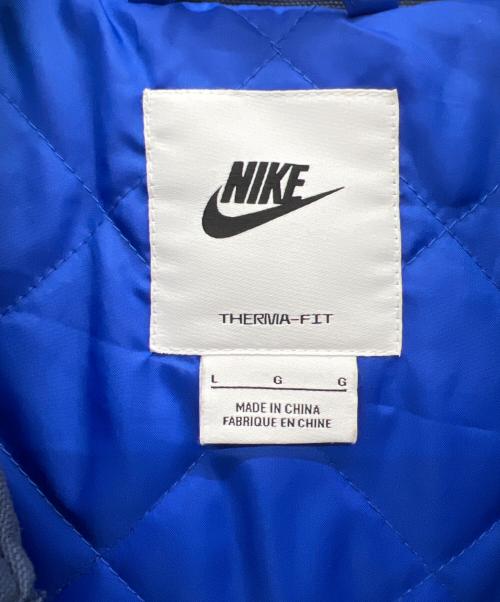 NIKE
THERMA-FIT
L G G
MADE IN CHINA
FABRIQUE EN CHINE